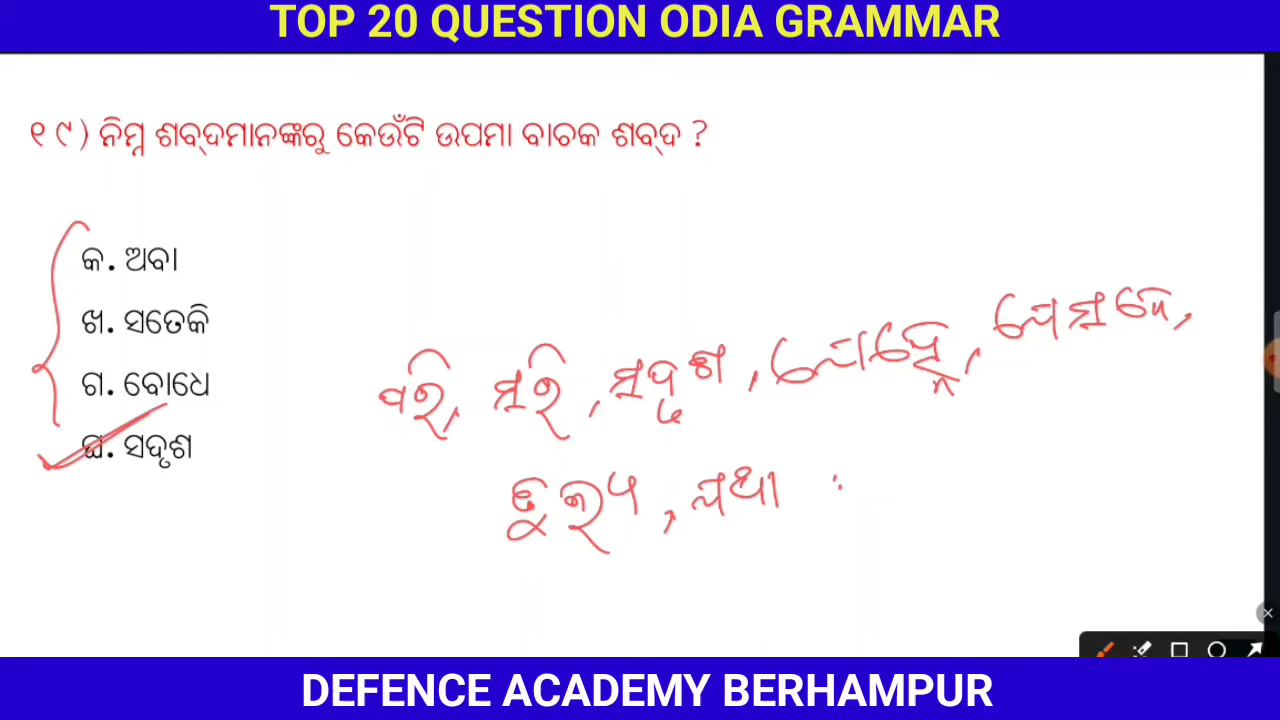 TOP 20 QUESTION ODIA GRAMMAR
୧୯) ନିମ୍ନ ଶବ୍ଦମାନଙ୍କରୁ କେଉଁଟି ଉପମା ବାଚକ ଶବ୍ଦ ?
କ. ଅବା
ଖ. ସତେକି
ଗ. ବୋଧେ
ଘ. ସଦୃଶ
ପରି, ସରି, ସଦୃଶ, ଯେହ୍ନେ, ଯେସନେ,
ତୁଲ୍ୟ, ଯଥା
DEFENCE ACADEMY BERHAMPUR